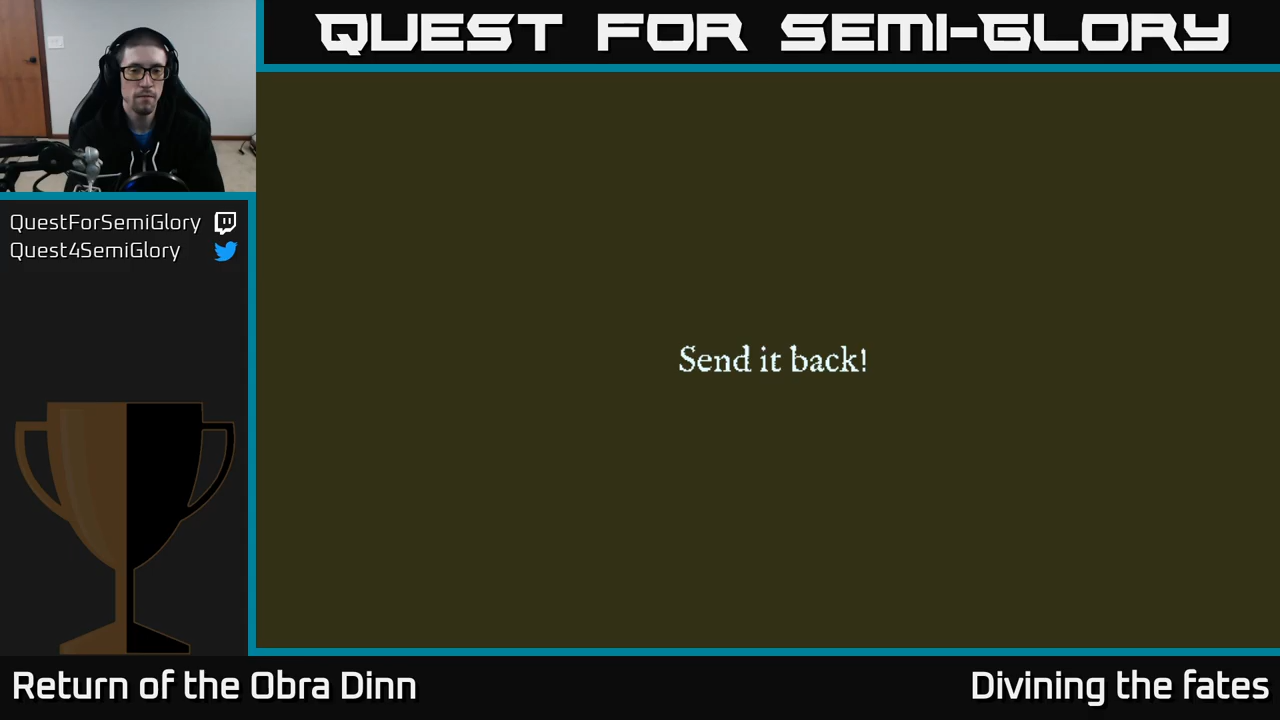 QUEST FOR SEMI-GLORY
QuestForSemiGlory
Quest4SemiGlory
Send it back!
Return of the Obra Dinn
Divining the fates